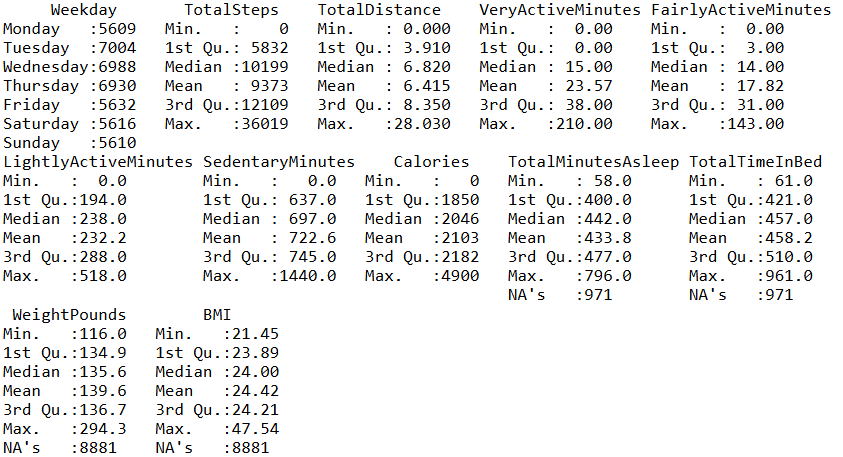 Weekday       TotalSteps    TotalDistance    VeryActiveMinutes FairlyActiveMinutes
Monday   :5609   Min.   :    0   Min.   : 0.000   Min.   :  0.00    Min.   :  0.00
Tuesday  :7004   1st Qu.: 5832   1st Qu.: 3.910   1st Qu.:  0.00    1st Qu.:  3.00
Wednesday:6988   Median :10199   Median : 6.820   Median : 15.00    Median : 14.00
Thursday :6930   Mean   : 9373   Mean   : 6.415   Mean   : 23.57    Mean   : 17.82
Friday   :5632   3rd Qu.:12109   3rd Qu.: 8.350   3rd Qu.: 38.00    3rd Qu.: 31.00
Saturday :5616   Max.   :36019   Max.   :28.030   Max.   :210.00    Max.   :143.00
Sunday   :5610
LightlyActiveMinutes SedentaryMinutes    Calories    TotalMinutesAsleep TotalTimeInBed
Min.   :  0.0        Min.   :   0.0   Min.   :   0   Min.   : 58.0      Min.   : 61.0
1st Qu.:194.0        1st Qu.: 637.0   1st Qu.:1850   1st Qu.:400.0      1st Qu.:421.0
Median :238.0        Median : 697.0   Median :2046   Median :442.0      Median :457.0
Mean   :232.2        Mean   : 722.6   Mean   :2103   Mean   :433.8      Mean   :458.2
3rd Qu.:288.0        3rd Qu.: 745.0   3rd Qu.:2182   3rd Qu.:477.0      3rd Qu.:510.0
Max.   :518.0        Max.   :1440.0   Max.   :4900   Max.   :796.0      Max.   :961.0
                                                     NA's   :971        NA's   :971
 WeightPounds        BMI
Min.   :116.0   Min.   :21.45
1st Qu.:134.9   1st Qu.:23.89
Median :135.6   Median :24.00
Mean   :139.6   Mean   :24.42
3rd Qu.:136.7   3rd Qu.:24.21
Max.   :294.3   Max.   :47.54
NA's   :8881    NA's   :8881